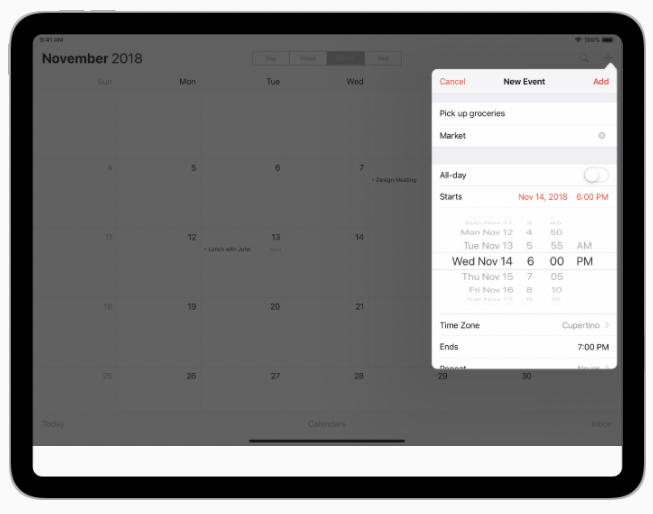 9:41 AM 100%
November 2018
Day Week Month Year
Sun Mon Tue Wed
Cancel New Event Add
Pick up groceries
Market
4 5 6 7
Design Meeting
All-day
Starts Nov 14, 2018 6:00 PM
11 12 13 14
Lunch with John
Sun Nov 11 3 45
Mon Nov 12 4 50
Tue Nov 13 5 55 AM
Wed Nov 14 6 00 PM
Thu Nov 15 7 05
Fri Nov 16 8 10
Sat Nov 17 9 15
18 19 20 21
Time Zone Cupertino
Ends 7:00 PM
Repeat Never
25 26 27 28 29 30
Today Calendars Inbox